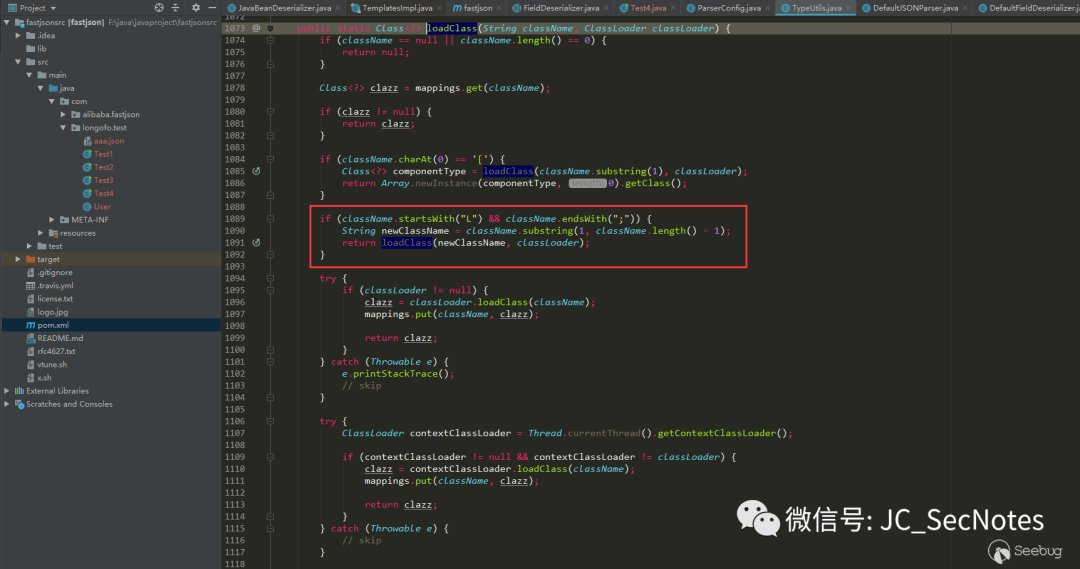 Project
JavaBeanDeserializer.java
TemplatesImpl.java
fastjson
FieldDeserializer.java
Test4.java
ParserConfig.java
TypeUtils.java
DefaultJSONParser.java
DefaultFieldDeserializer.java
fastjsonsrc [fastjson] F:\java\javaproject\fastjsonsrc
.idea
lib
src
main
java
com
alibaba.fastjson
longofo.test
aaa.json
Test1
Test2
Test3
Test4
User
META-INF
resources
test
target
.gitignore
.travis.yml
license.txt
logo.jpg
pom.xml
README.md
rfc4627.txt
vtune.sh
x.sh
External Libraries
Scratches and Consoles
1072
1073 @ public static Class<?> loadClass(String className, ClassLoader classLoader) {
1074 if (className == null || className.length() == 0) {
1075 return null;
1076 }
1077
1078 Class<?> clazz = mappings.get(className);
1079
1080 if (clazz != null) {
1081 return clazz;
1082 }
1083
1084 if (className.charAt(0) == '[') {
1085 Class<?> componentType = loadClass(className.substring(1), classLoader);
1086 return Array.newInstance(componentType, length: 0).getClass();
1087 }
1088
1089 if (className.startsWith("L") && className.endsWith(";")) {
1090 String newClassName = className.substring(1, className.length() - 1);
1091 return loadClass(newClassName, classLoader);
1092 }
1093
1094 try {
1095 if (classLoader != null) {
1096 clazz = classLoader.loadClass(className);
1097 mappings.put(className, clazz);
1098
1099 return clazz;
1100 }
1101 } catch (Throwable e) {
1102 e.printStackTrace();
1103 // skip
1104 }
1105
1106 try {
1107 ClassLoader contextClassLoader = Thread.currentThread().getContextClassLoader();
1108
1109 if (contextClassLoader != null && contextClassLoader != classLoader) {
1110 clazz = contextClassLoader.loadClass(className);
1111 mappings.put(className, clazz);
1112
1113 return clazz;
1114 }
1115 } catch (Throwable e) {
1116 // skip
1117 }
1118
微信号: JC_SecNotes
Seebug